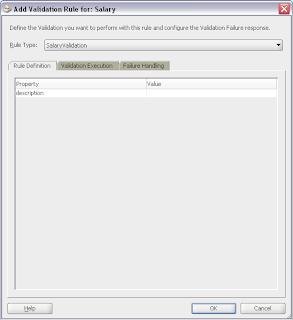 Add Validation Rule for: Salary
Define the Validation you want to perform with this rule and configure the Validation Failure response.
Rule Type: SalaryValidation
Rule Definition Validation Execution Failure Handling
Property Value
description
Help OK Cancel